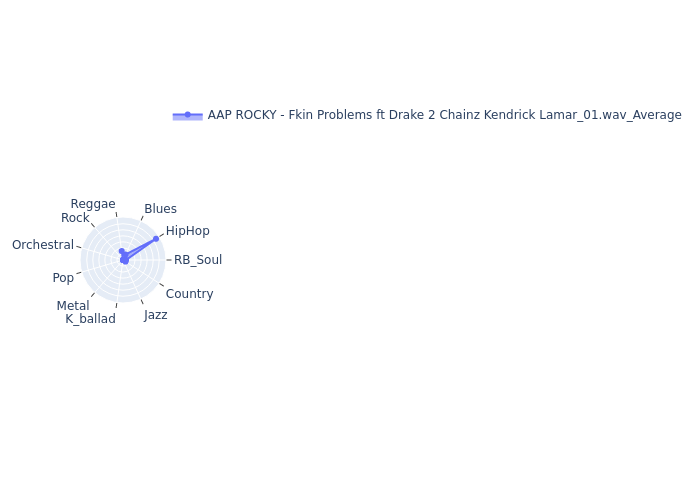 AAP ROCKY - Fkin Problems ft Drake 2 Chainz Kendrick Lamar_01.wav_Average
Reggae
Blues
Rock
HipHop
Orchestral
RB_Soul
Pop
Country
Metal
Jazz
K_ballad